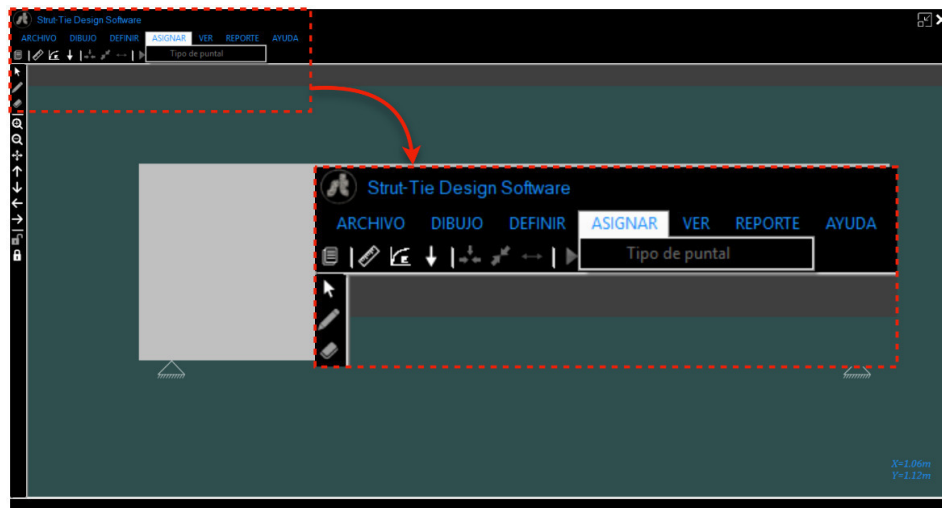 Strut-Tie Design Software
ARCHIVO DIBUJO DEFINIR ASIGNAR VER REPORTE AYUDA
Tipo de puntal
Strut-Tie Design Software
ARCHIVO DIBUJO DEFINIR ASIGNAR VER REPORTE AYUDA
Tipo de puntal
X=1.06m
Y=1.12m